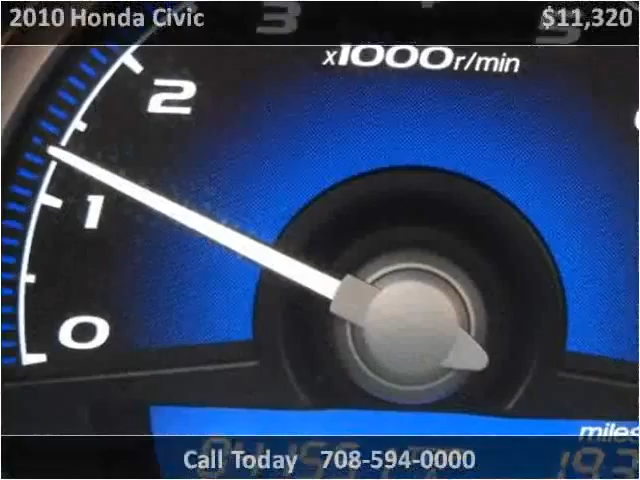 2010 Honda Civic $11,320
x1000r/min
2
1
0
miles
Call Today 708-594-0000